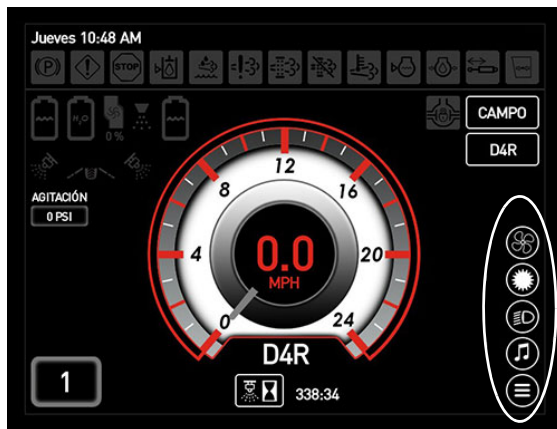 Jueves 10:48 AM
P
STOP
H2O
0 %
CAMPO
D4R
AGITACIÓN
0 PSI
12
8
16
4
20
0
24
0.0
MPH
D4R
1
338:34